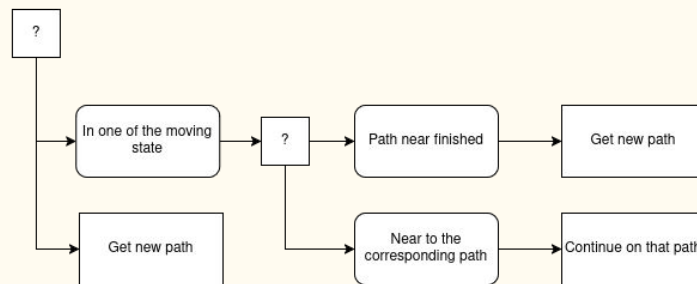 ?
In one of the moving
state
?
Path near finished
Get new path
Get new path
Near to the
corresponding path
Continue on that path